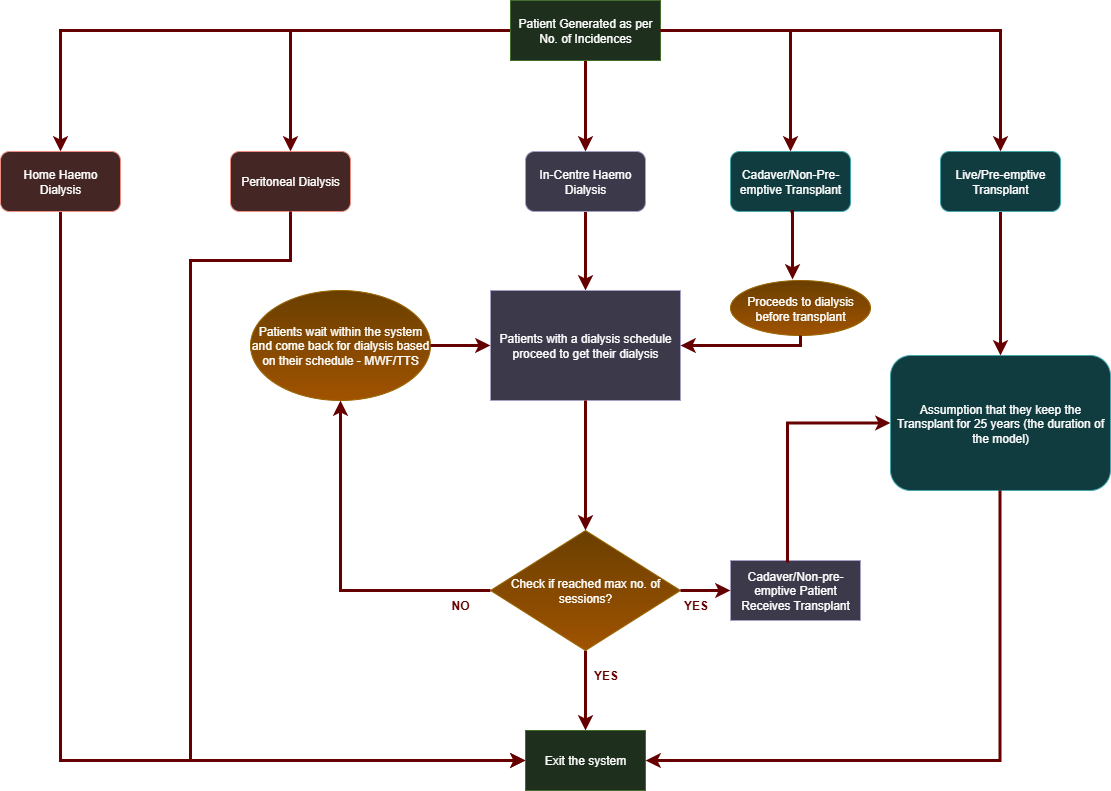 Patient Generated as per
No. of Incidences
Home Haemo
Dialysis
Peritoneal Dialysis
In-Centre Haemo
Dialysis
Cadaver/Non-Pre-
emptive Transplant
Live/Pre-emptive
Transplant
Proceeds to dialysis
before transplant
Patients wait within the system
and come back for dialysis based
on their schedule - MWF/TTS
Patients with a dialysis schedule
proceed to get their dialysis
Assumption that they keep the
Transplant for 25 years (the duration of
the model)
Check if reached max no. of
sessions?
NO
YES
Cadaver/Non-pre-
emptive Patient
Receives Transplant
YES
Exit the system